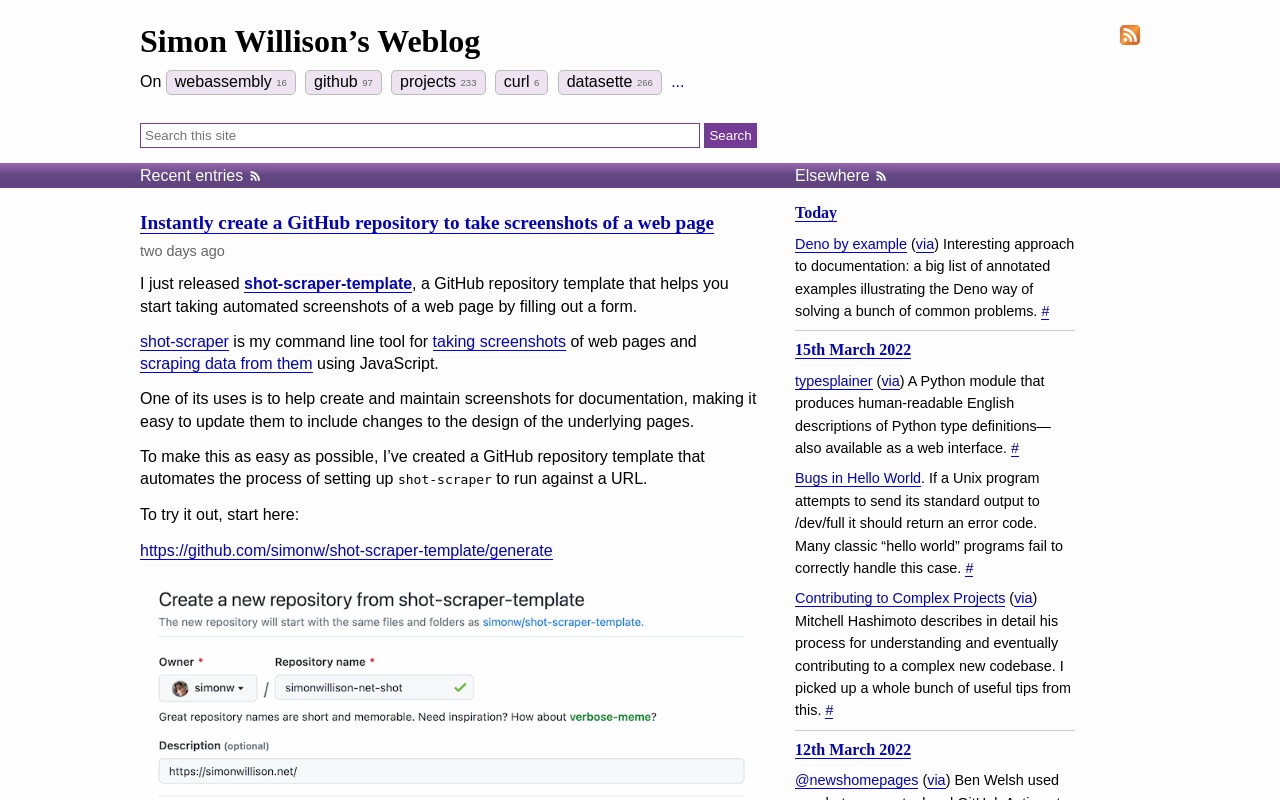 Simon Willison’s Weblog
On webassembly 16 github 97 projects 233 curl 6 datasette 266 ...
Search this site
Search
Recent entries
Instantly create a GitHub repository to take screenshots of a web page
two days ago
I just released shot-scraper-template, a GitHub repository template that helps you
start taking automated screenshots of a web page by filling out a form.
shot-scraper is my command line tool for taking screenshots of web pages and
scraping data from them using JavaScript.
One of its uses is to help create and maintain screenshots for documentation, making it
easy to update them to include changes to the design of the underlying pages.
To make this as easy as possible, I’ve created a GitHub repository template that
automates the process of setting up shot-scraper to run against a URL.
To try it out, start here:
https://github.com/simonw/shot-scraper-template/generate
Create a new repository from shot-scraper-template
The new repository will start with the same files and folders as simonw/shot-scraper-template.
Owner *
Repository name *
simonw / simonwillison-net-shot
Great repository names are short and memorable. Need inspiration? How about verbose-meme?
Description (optional)
https://simonwillison.net/
Elsewhere
Today
Deno by example (via) Interesting approach
to documentation: a big list of annotated
examples illustrating the Deno way of
solving a bunch of common problems. #
15th March 2022
typesplainer (via) A Python module that
produces human-readable English
descriptions of Python type definitions—
also available as a web interface. #
Bugs in Hello World. If a Unix program
attempts to send its standard output to
/dev/full it should return an error code.
Many classic “hello world” programs fail to
correctly handle this case. #
Contributing to Complex Projects (via)
Mitchell Hashimoto describes in detail his
process for understanding and eventually
contributing to a complex new codebase. I
picked up a whole bunch of useful tips from
this. #
12th March 2022
@newshomepages (via) Ben Welsh used